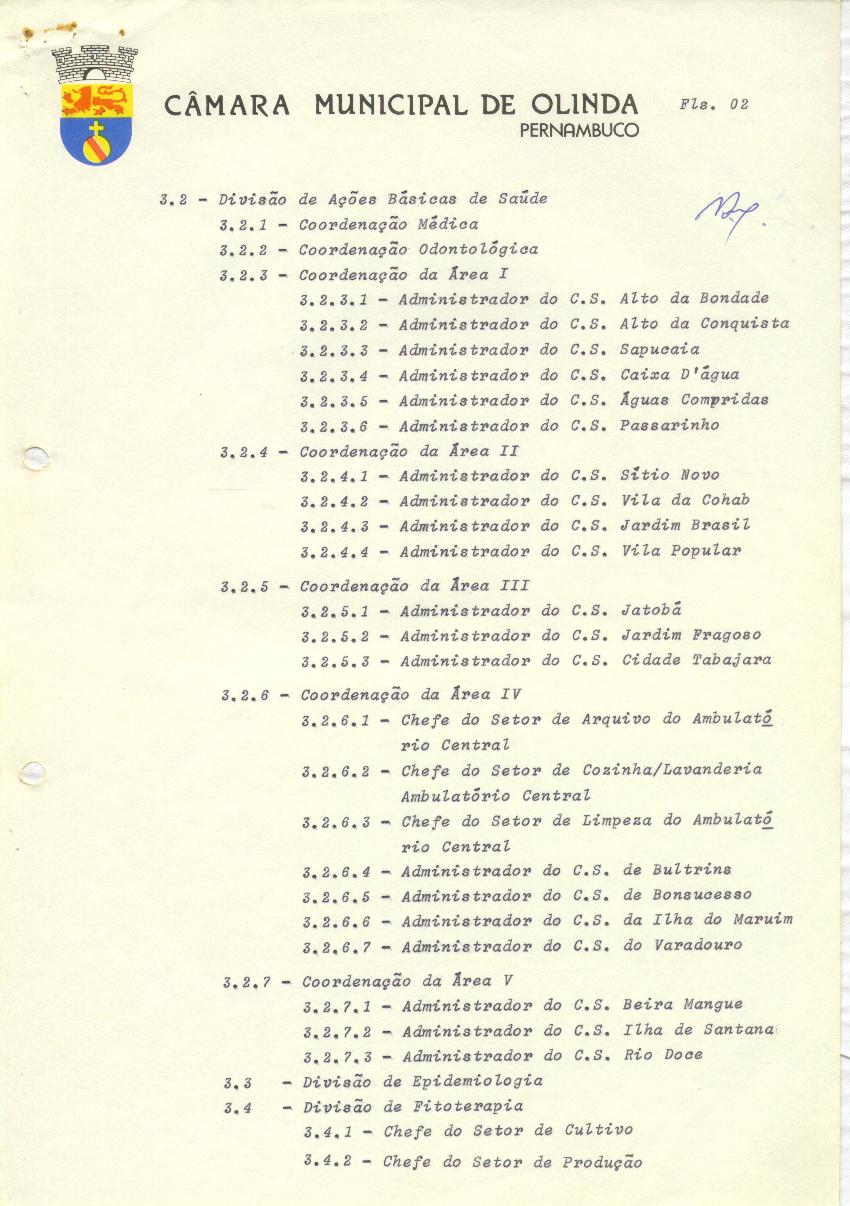 CÂMARA MUNICIPAL DE OLINDA Fls. 02
PERNAMBUCO
3.2 - Divisão de Ações Básicas de Saúde
3.2.1 - Coordenação Médica
3.2.2 - Coordenação Odontológica
3.2.3 - Coordenação da Área I
3.2.3.1 - Administrador do C.S. Alto da Bondade
3.2.3.2 - Administrador do C.S. Alto da Conquista
3.2.3.3 - Administrador do C.S. Sapucaia
3.2.3.4 - Administrador do C.S. Caixa D'água
3.2.3.5 - Administrador do C.S. Águas Compridas
3.2.3.6 - Administrador do C.S. Passarinho
3.2.4 - Coordenação da Área II
3.2.4.1 - Administrador do C.S. Sítio Novo
3.2.4.2 - Administrador do C.S. Vila da Cohab
3.2.4.3 - Administrador do C.S. Jardim Brasil
3.2.4.4 - Administrador do C.S. Vila Popular
3.2.5 - Coordenação da Área III
3.2.5.1 - Administrador do C.S. Jatobá
3.2.5.2 - Administrador do C.S. Jardim Fragoso
3.2.5.3 - Administrador do C.S. Cidade Tabajara
3.2.6 - Coordenação da Área IV
3.2.6.1 - Chefe do Setor de Arquivo do Ambulató
rio Central
3.2.6.2 - Chefe do Setor de Cozinha/Lavanderia
Ambulatório Central
3.2.6.3 - Chefe do Setor de Limpeza do Ambulató
rio Central
3.2.6.4 - Administrador do C.S. de Bultrins
3.2.6.5 - Administrador do C.S. de Bonsucesso
3.2.6.6 - Administrador do C.S. da Ilha do Maruim
3.2.6.7 - Administrador do C.S. do Varadouro
3.2.7 - Coordenação da Área V
3.2.7.1 - Administrador do C.S. Beira Mangue
3.2.7.2 - Administrador do C.S. Ilha de Santana
3.2.7.3 - Administrador do C.S. Rio Doce
3.3 - Divisão de Epidemiologia
3.4 - Divisão de Fitoterapia
3.4.1 - Chefe do Setor de Cultivo
3.4.2 - Chefe do Setor de Produção